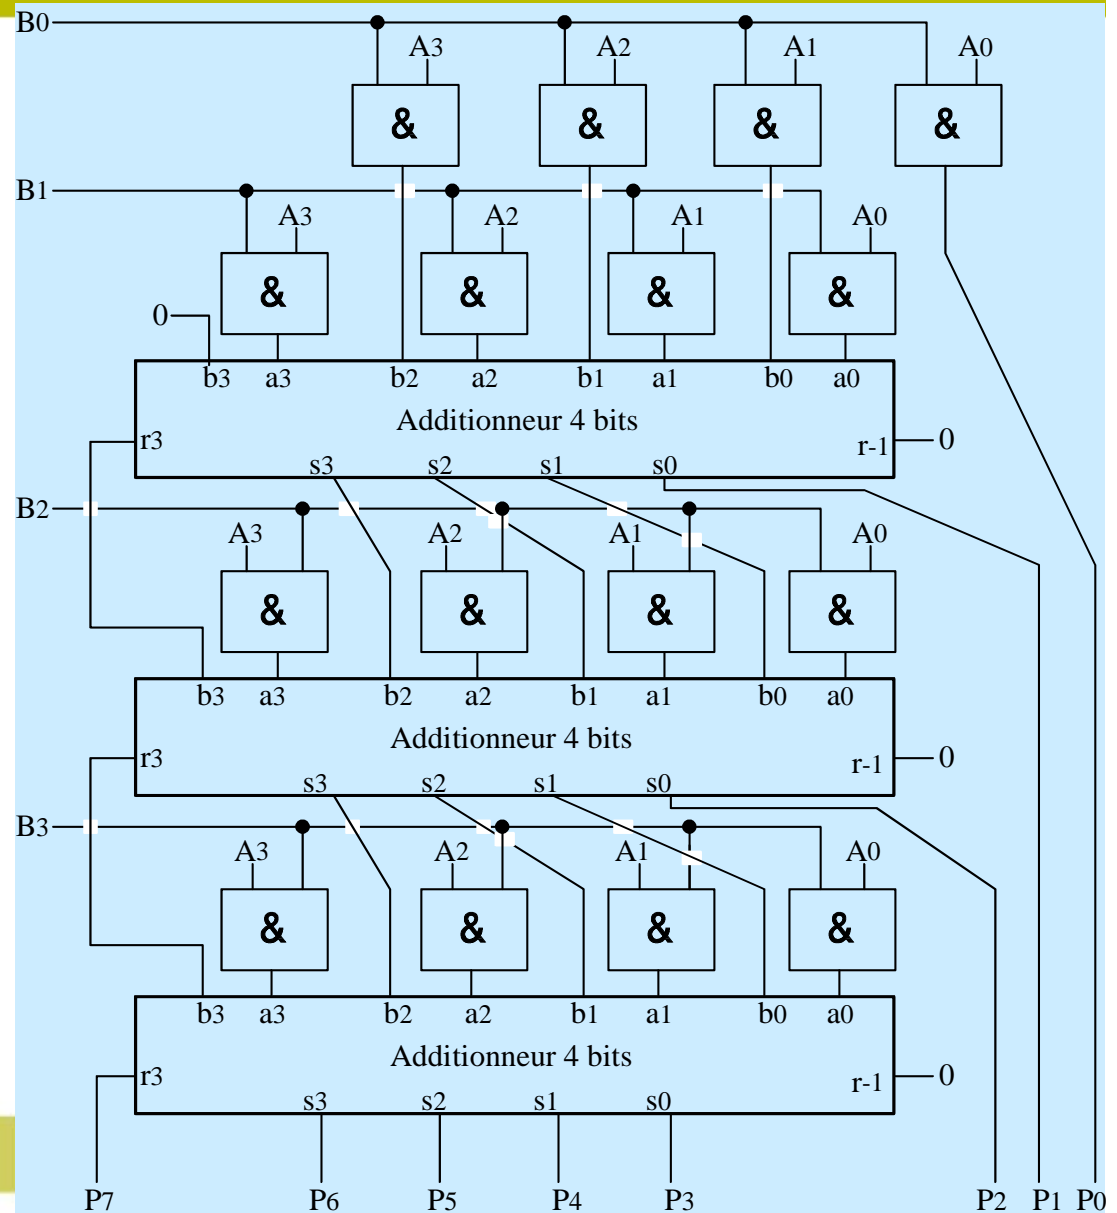 B0
A3 A2 A1 A0
& & & &
B1
A3 A2 A1 A0
& & & &
0
b3 a3 b2 a2 b1 a1 b0 a0
Additionneur 4 bits
r3 r-1 0
s3 s2 s1 s0
B2
A3 A2 A1 A0
& & & &
b3 a3 b2 a2 b1 a1 b0 a0
Additionneur 4 bits
r3 r-1 0
s3 s2 s1 s0
B3
A3 A2 A1 A0
& & & &
b3 a3 b2 a2 b1 a1 b0 a0
Additionneur 4 bits
r3 r-1 0
s3 s2 s1 s0
P7 P6 P5 P4 P3 P2 P1 P0